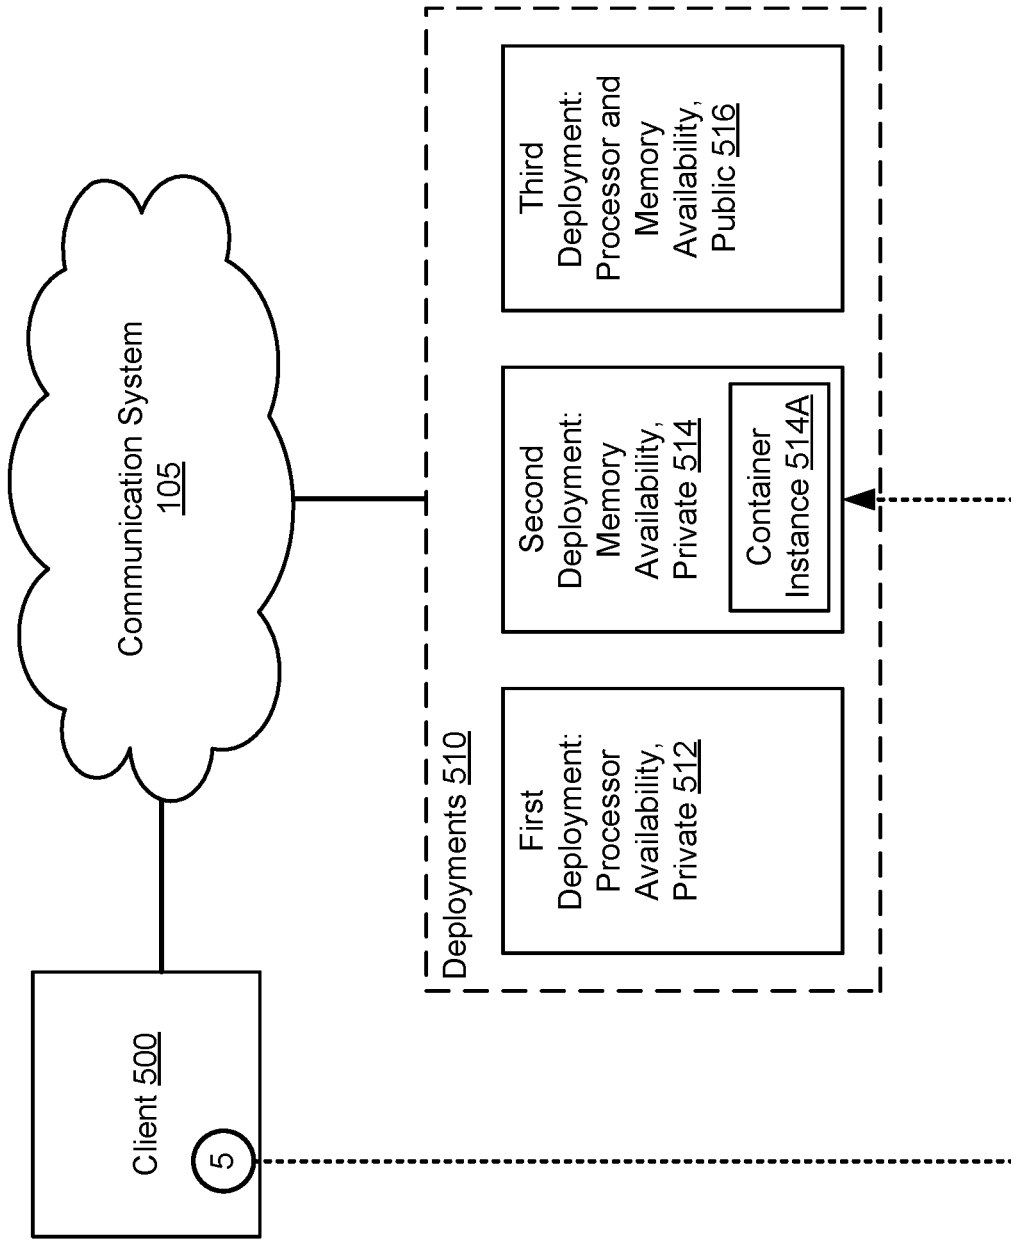 Client 500
5
Communication System
105
Deployments 510
First
Deployment:
Processor
Availability,
Private 512
Second
Deployment:
Memory
Availability,
Private 514
Container
Instance 514A
Third
Deployment:
Processor and
Memory
Availability,
Public 516